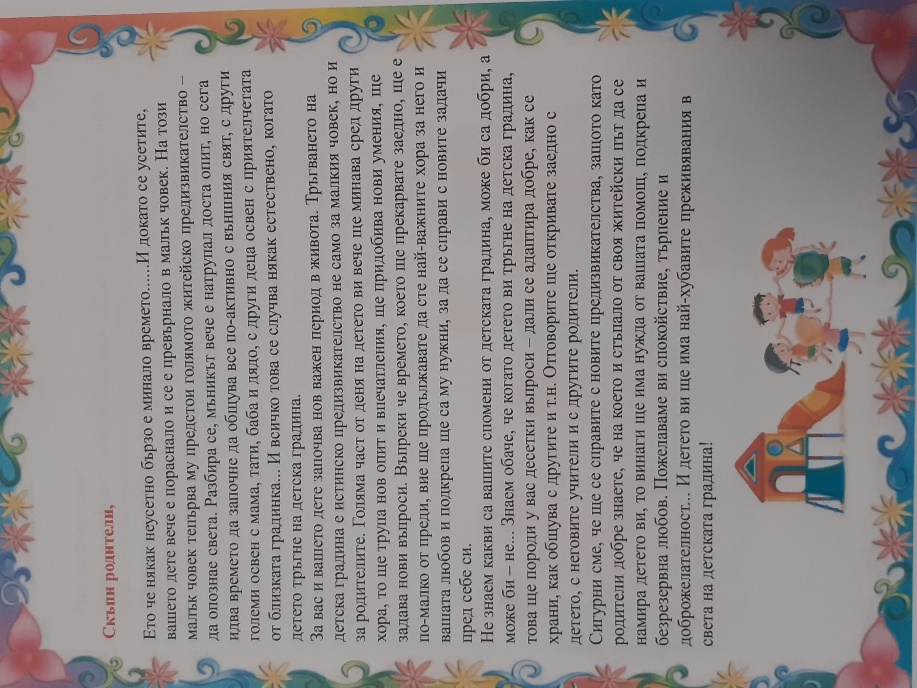 Скъпи родители,
Ето че някак неусетно бързо е минало времето.......И докато се усетите,
вашето дете вече е пораснало и се е превърнало в малък човек. На този
малък човек тепърва му предстои голямото житейско предизвикателство –
да опознае света. Разбира се, мъникът вече е натрупал доста опит, но сега
идва времето да започне да общува все по-активно с външния свят, с други
големи освен с мама, тати, баба и дядо, с други деца освен с приятелчетата
от близката градинка... И всичко това се случва някак естествено, когато
детето тръгне на детска градина.
За вас и вашето дете започва нов важен период в живота. Тръгването на
детска градина е истинско предизвикателство не само за малкия човек, но и
за родителите. Голяма част от деня на детето ви вече ще минава сред други
хора, то ще трупа нов опит и впечатления, ще придобива нови умения, ще
задава нови въпроси. Въпреки че времето, което ще прекарвате заедно, ще е
по-малко от преди, вие ще продължавате да сте най-важните хора за него и
вашата любов и подкрепа ще са му нужни, за да се справи с новите задачи
пред себе си.
Не знаем какви са вашите спомени от детската градина, може би са добри, а
може би – не... Знаем обаче, че когато детето ви тръгне на детска градина,
това ще породи у вас десетки въпроси – дали се адаптира добре, как се
храни, как общува с другите и т.н. Отговорите ще откривате заедно с
детето, с неговите учители и с другите родители.
Сигурни сме, че ще се справите с новите предизвикателства, защото като
родители добре знаете, че на което и стъпало от своя житейски път да се
намира детето ви, то винаги ще има нужда от вашата помощ, подкрепа и
безрезервна любов. Пожелаваме ви спокойствие, търпение и
доброжелателност... И детето ви ще има най-хубавите преживявания в
света на детската градина!